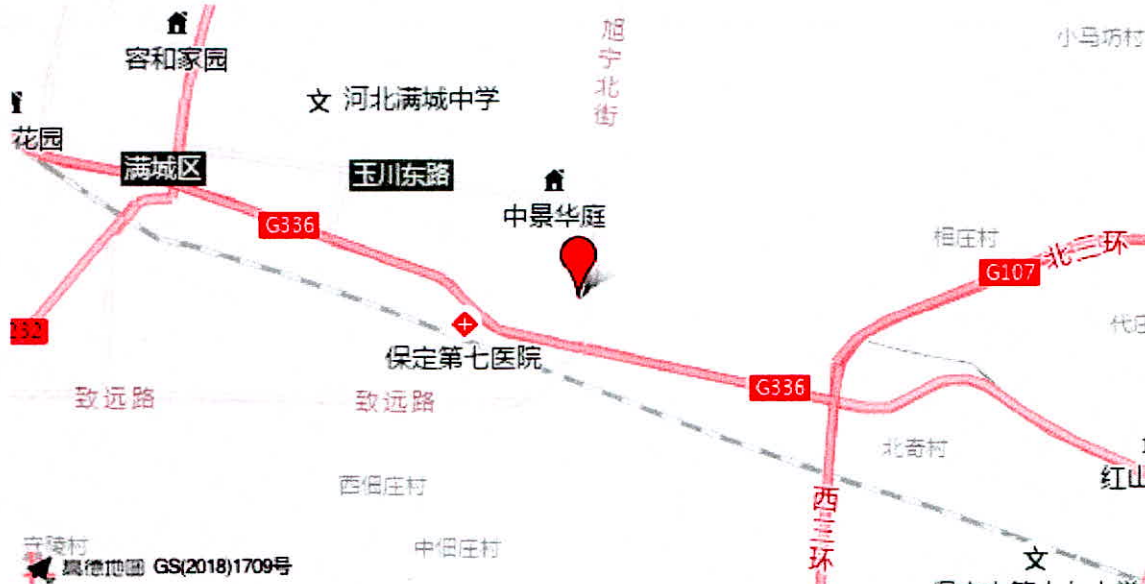 容和家园
旭宁北街
小马坊村
河北满城中学
花园
满城区
玉川东路
中景华庭
G336
相庄村
北三环
G107
232
保定第七医院
G336
致远路
致远路
北奇村
红山
西佃庄村
西三环
中佃庄村
高德地图 GS(2018)1709号